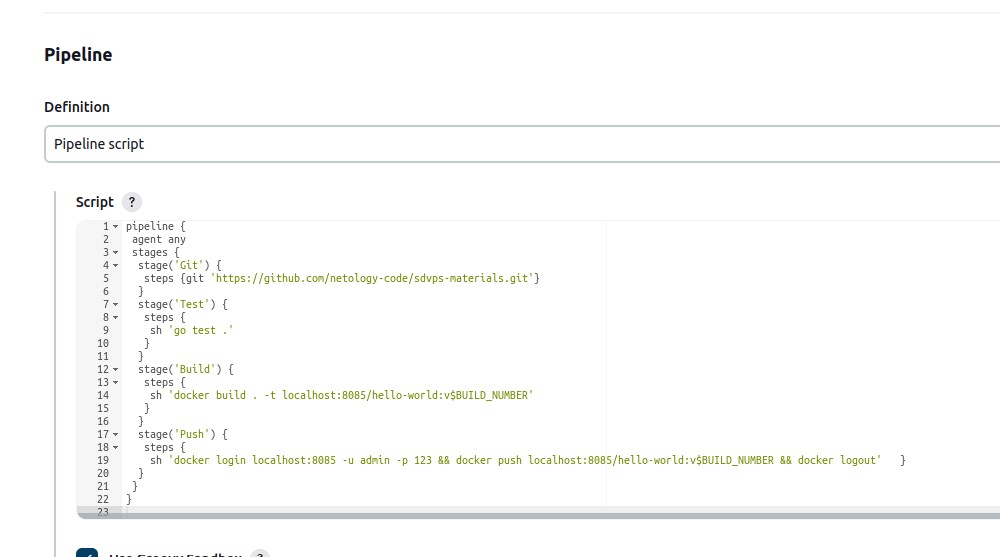 Pipeline
Definition
Pipeline script
Script ?
1 pipeline {
2 agent any
3 stages {
4 stage('Git') {
5 steps {git 'https://github.com/netology-code/sdvps-materials.git'}
6 }
7 stage('Test') {
8 steps {
9 sh 'go test .'
10 }
11 }
12 stage('Build') {
13 steps {
14 sh 'docker build . -t localhost:8085/hello-world:v$BUILD_NUMBER'
15 }
16 }
17 stage('Push') {
18 steps {
19 sh 'docker login localhost:8085 -u admin -p 123 && docker push localhost:8085/hello-world:v$BUILD_NUMBER && docker logout' }
20 }
21 }
22 }
23
Use Groovy Sandbox ?